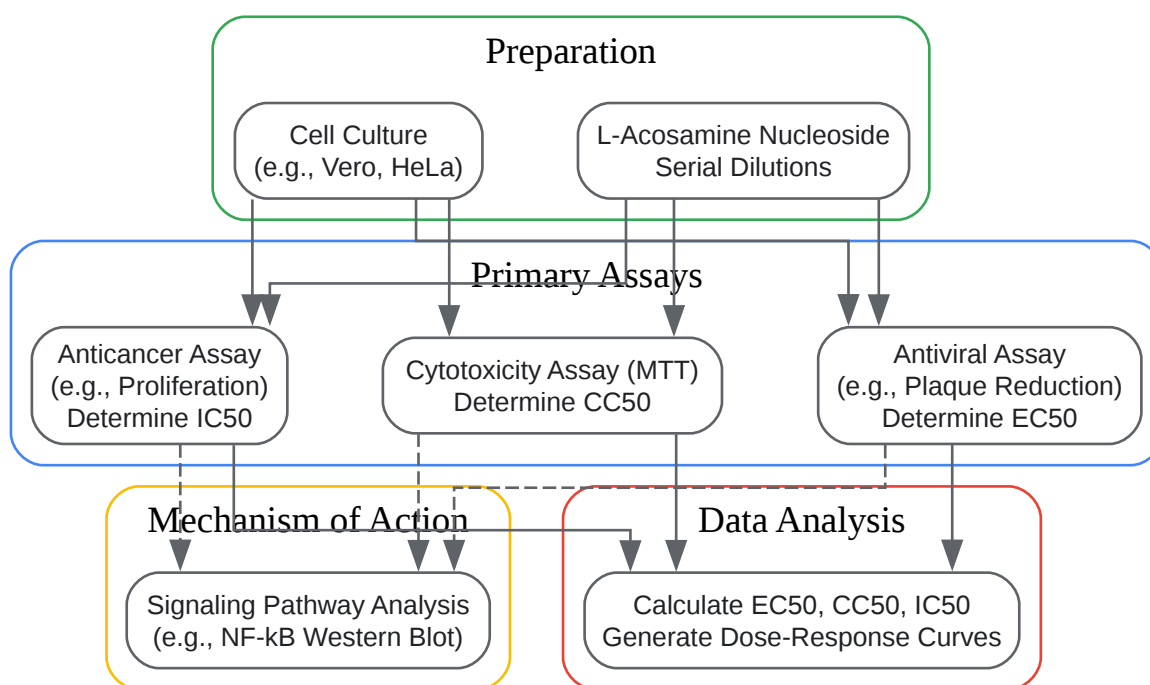 Preparation
Cell Culture
(e.g., Vero, HeLa)
L-Acosamine Nucleoside
Serial Dilutions
Primary Assays
Anticancer Assay
(e.g., Proliferation)
Determine IC50
Cytotoxicity Assay (MTT)
Determine CC50
Antiviral Assay
(e.g., Plaque Reduction)
Determine EC50
Mechanism of Action
Signaling Pathway Analysis
(e.g., NF-kB Western Blot)
Data Analysis
Calculate EC50, CC50, IC50
Generate Dose-Response Curves